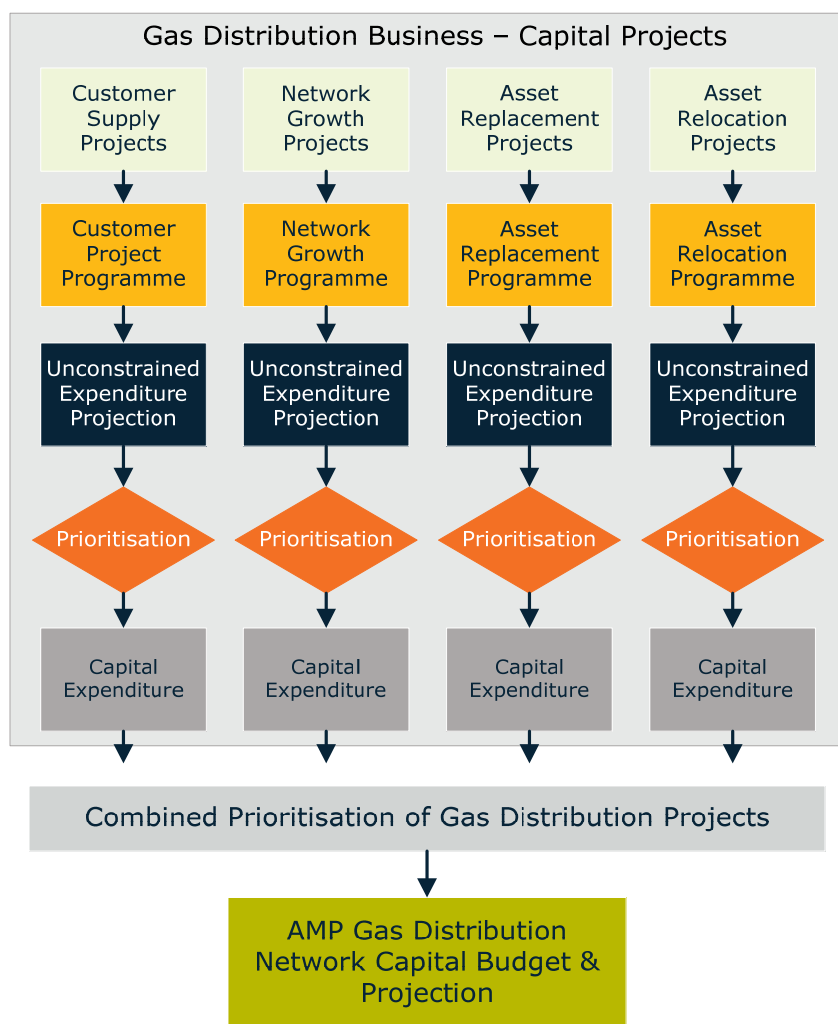 Gas Distribution Business – Capital Projects
Customer
Supply
Projects
Network
Growth
Projects
Asset
Replacement
Projects
Asset
Relocation
Projects
Customer
Project
Programme
Network
Growth
Programme
Asset
Replacement
Programme
Asset
Relocation
Programme
Unconstrained
Expenditure
Projection
Unconstrained
Expenditure
Projection
Unconstrained
Expenditure
Projection
Unconstrained
Expenditure
Projection
Prioritisation
Prioritisation
Prioritisation
Prioritisation
Capital
Expenditure
Capital
Expenditure
Capital
Expenditure
Capital
Expenditure
Combined Prioritisation of Gas Distribution Projects
AMP Gas Distribution
Network Capital Budget &
Projection